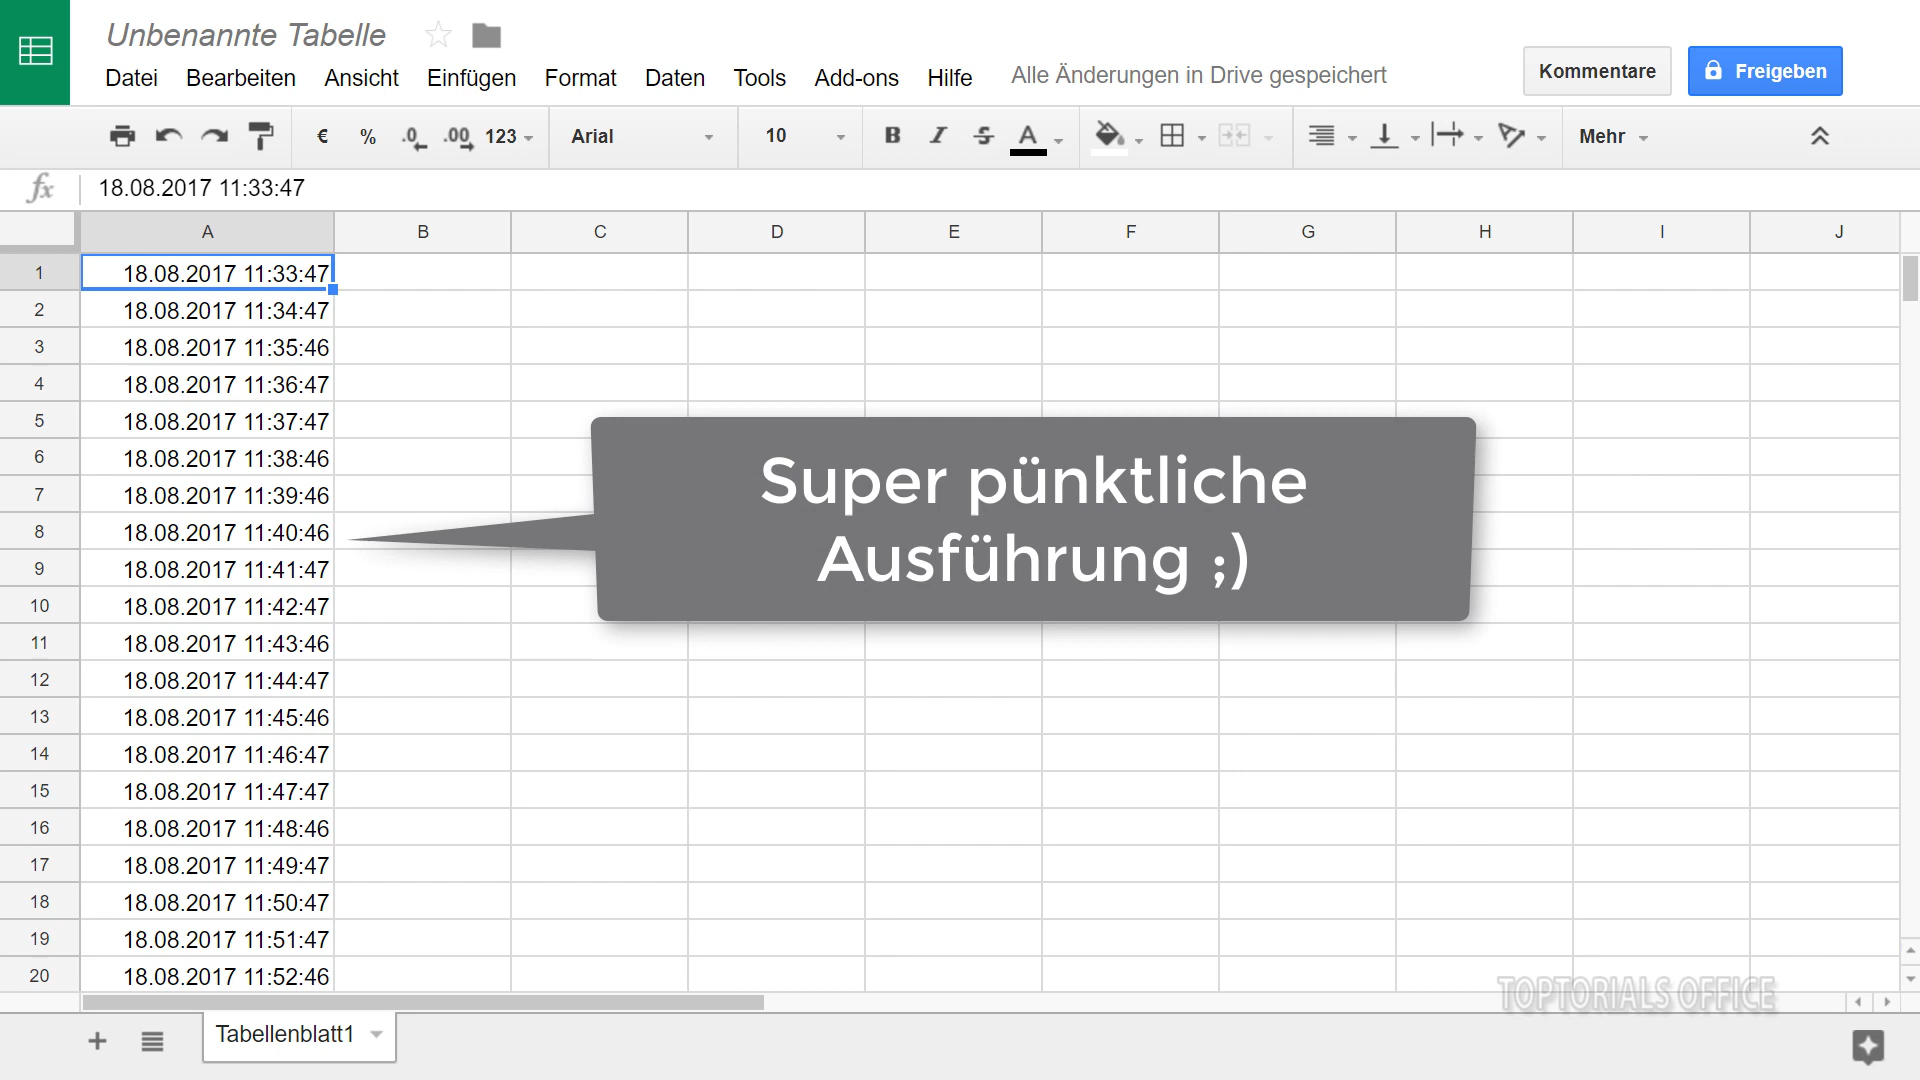 Unbenannte Tabelle
Datei Bearbeiten Ansicht Einfügen Format Daten Tools Add-ons Hilfe Alle Änderungen in Drive gespeichert Kommentare Freigeben
€ % .0 .00 123 Arial 10 B I S A Mehr
fx 18.08.2017 11:33:47
A B C D E F G H I J
1 18.08.2017 11:33:47
2 18.08.2017 11:34:47
3 18.08.2017 11:35:46
4 18.08.2017 11:36:47
5 18.08.2017 11:37:47
6 18.08.2017 11:38:46
7 18.08.2017 11:39:46
8 18.08.2017 11:40:46
9 18.08.2017 11:41:47
10 18.08.2017 11:42:47
11 18.08.2017 11:43:46
12 18.08.2017 11:44:47
13 18.08.2017 11:45:46
14 18.08.2017 11:46:47
15 18.08.2017 11:47:47
16 18.08.2017 11:48:46
17 18.08.2017 11:49:47
18 18.08.2017 11:50:47
19 18.08.2017 11:51:47
20 18.08.2017 11:52:46
Super pünktliche
Ausführung ;)
TOPTORIALS OFFICE
Tabellenblatt1